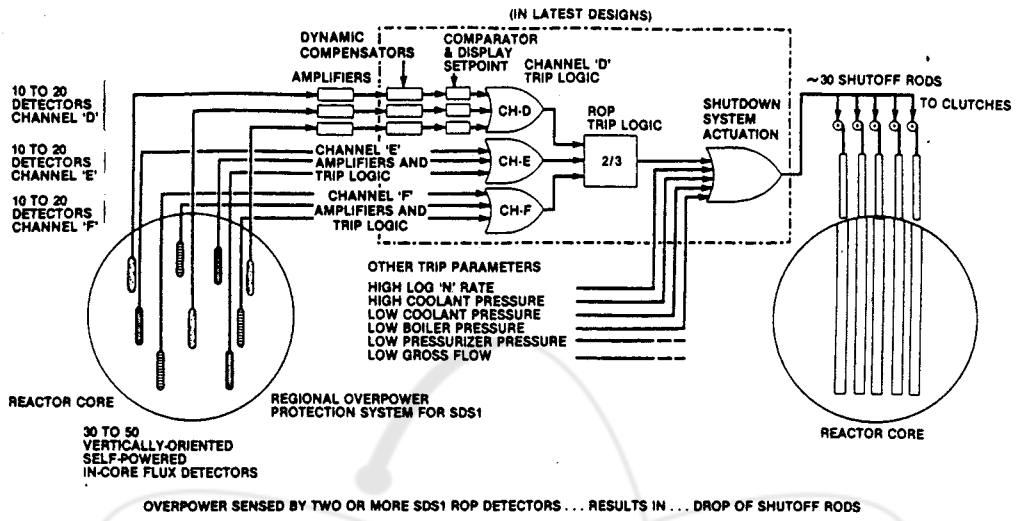 (IN LATEST DESIGNS)
DYNAMIC
COMPENSATORS
COMPARATOR
& DISPLAY
SETPOINT
AMPLIFIERS
CHANNEL 'D'
TRIP LOGIC
10 TO 20
DETECTORS
CHANNEL 'D'
CH-D
ROP
TRIP LOGIC
SHUTDOWN
SYSTEM
ACTUATION
~30 SHUTOFF RODS
TO CLUTCHES
10 TO 20
DETECTORS
CHANNEL 'E'
CHANNEL 'E'
AMPLIFIERS AND
TRIP LOGIC
CH-E
2/3
10 TO 20
DETECTORS
CHANNEL 'F'
CHANNEL 'F'
AMPLIFIERS AND
TRIP LOGIC
CH-F
OTHER TRIP PARAMETERS
HIGH LOG 'N' RATE
HIGH COOLANT PRESSURE
LOW COOLANT PRESSURE
LOW BOILER PRESSURE
LOW PRESSURIZER PRESSURE
LOW GROSS FLOW
REACTOR CORE
REGIONAL OVERPOWER
PROTECTION SYSTEM FOR SDS1
30 TO 50
VERTICALLY-ORIENTED
SELF-POWERED
IN-CORE FLUX DETECTORS
REACTOR CORE
OVERPOWER SENSED BY TWO OR MORE SDS1 ROP DETECTORS ... RESULTS IN ... DROP OF SHUTOFF RODS